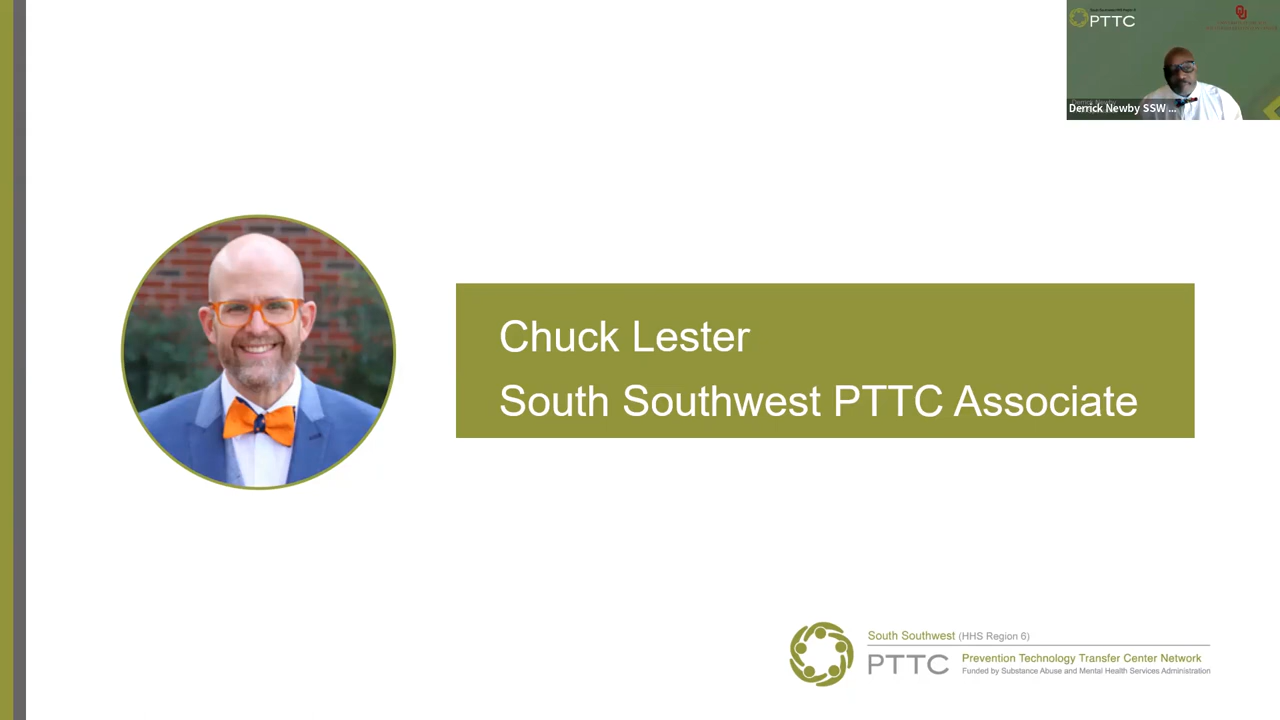 PTTC
OU
Derrick Newby SSW ...
Chuck Lester
South Southwest PTTC Associate
South Southwest (HHS Region 6)
PTTC
Prevention Technology Transfer Center Network
Funded by Substance Abuse and Mental Health Services Administration